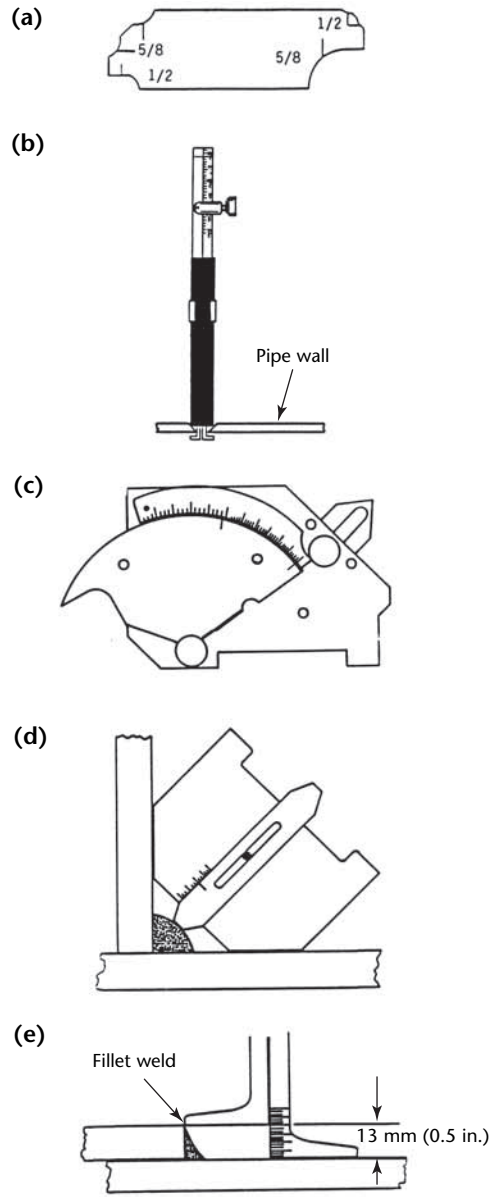 (a)
1/2
5/8
5/8
1/2
(b)
Pipe wall
(c)
(d)
(e)
Fillet weld
13 mm (0.5 in.)